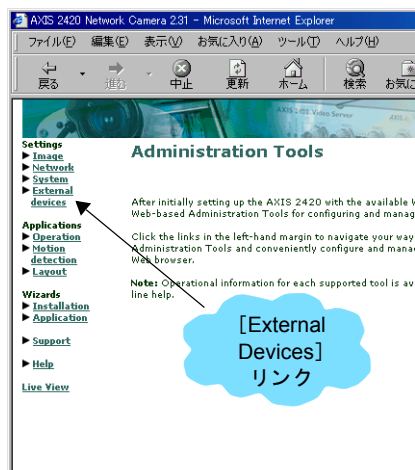 AXIS 2420 Network Camera 2.31 - Microsoft Internet Explorer
ファイル(F) 編集(E) 表示(V) お気に入り(A) ツール(T) ヘルプ(H)
戻る 進む 中止 更新 ホーム 検索 お気に
Settings
Image
Network
System
External
devices
Applications
Operation
Motion
detection
Layout
Wizards
Installation
Application
Support
Help
Live View
Administration Tools
After initially setting up the AXIS 2420 with the available W
Web-based Administration Tools for configuring and manag
Click the links in the left-hand margin to navigate your way
Administration Tools and conveniently configure and mana
Web browser.
Note: Operational information for each supported tool is av
line help.
[External
Devices]
リンク